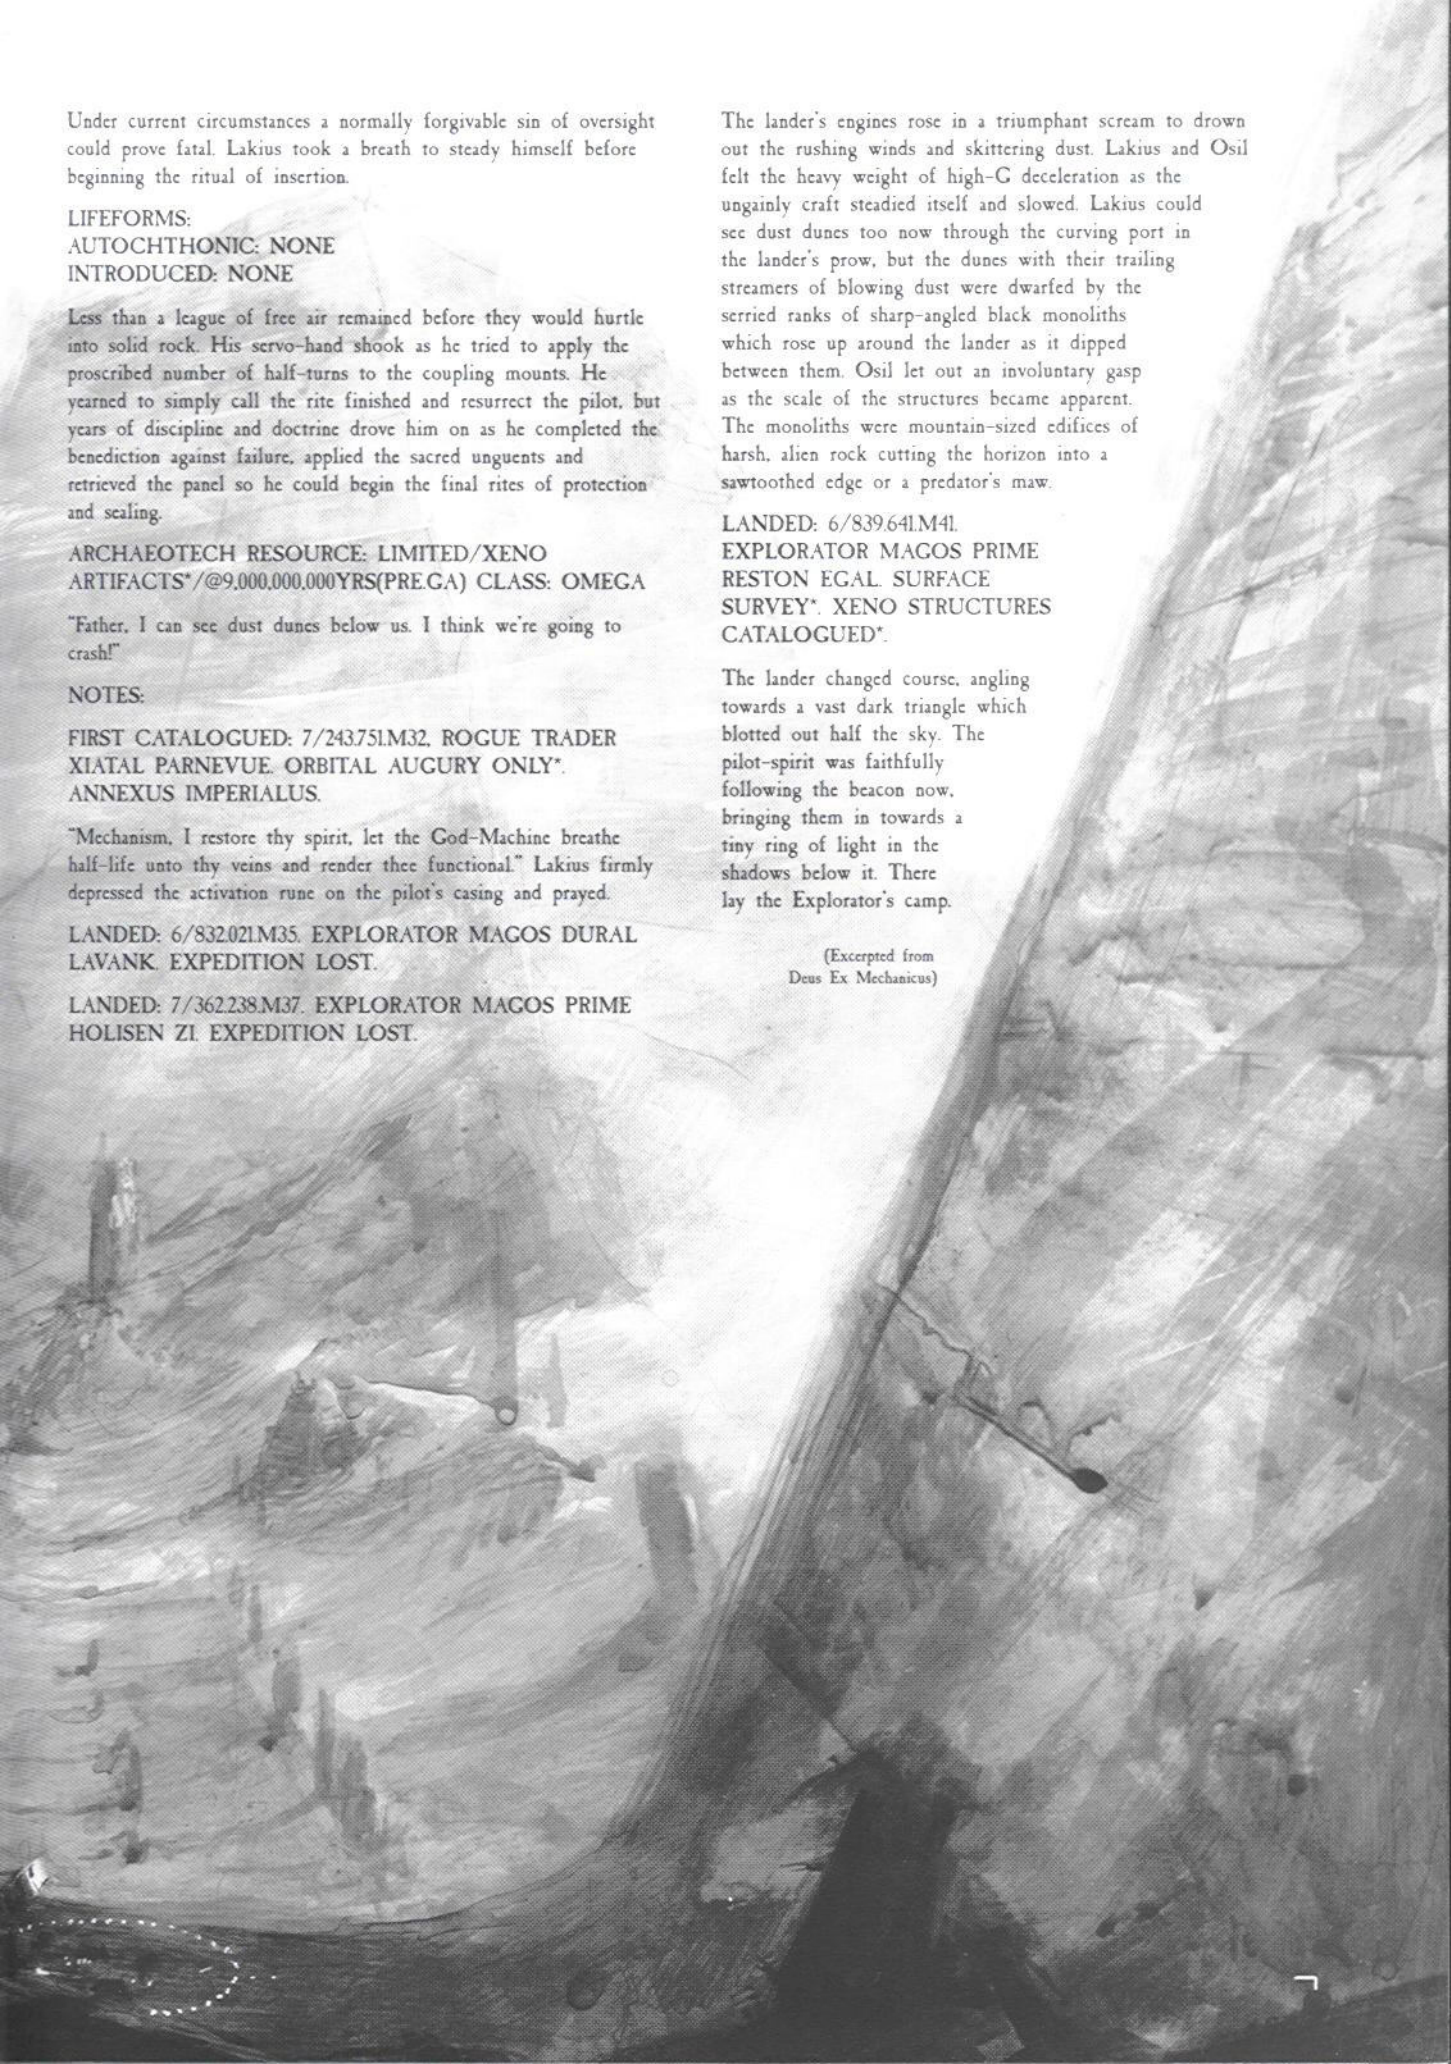 Under current circumstances a normally forgivable sin of oversight
could prove fatal. Lakius took a breath to steady himself before
beginning the ritual of insertion.
LIFEFORMS:
AUTOCHTHONIC: NONE
INTRODUCED: NONE
Less than a league of free air remained before they would hurtle
into solid rock. His servo-hand shook as he tried to apply the
proscribed number of half-turns to the coupling mounts. He
yearned to simply call the rite finished and resurrect the pilot, but
years of discipline and doctrine drove him on as he completed the
benediction against failure, applied the sacred unguents and
retrieved the panel so he could begin the final rites of protection
and sealing.
ARCHAEOTECH RESOURCE: LIMITED/XENO
ARTIFACTS*/@9,000,000,000YRS(PRE.GA) CLASS: OMEGA
"Father, I can see dust dunes below us. I think we're going to
crash!"
NOTES:
FIRST CATALOGUED: 7/243.751.M32, ROGUE TRADER
XIATAL PARNEVUE. ORBITAL AUGURY ONLY*.
ANNEXUS IMPERIALUS.
"Mechanism, I restore thy spirit, let the God-Machine breathe
half-life unto thy veins and render thee functional." Lakius firmly
depressed the activation rune on the pilot's casing and prayed.
LANDED: 6/832.021.M35. EXPLORATOR MAGOS DURAL
LAVANK. EXPEDITION LOST.
LANDED: 7/362.238.M37. EXPLORATOR MAGOS PRIME
HOLISEN ZI. EXPEDITION LOST.
The lander's engines rose in a triumphant scream to drown
out the rushing winds and skittering dust. Lakius and Osil
felt the heavy weight of high-G deceleration as the
ungainly craft steadied itself and slowed. Lakius could
see dust dunes too now through the curving port in
the lander's prow, but the dunes with their trailing
streamers of blowing dust were dwarfed by the
serried ranks of sharp-angled black monoliths
which rose up around the lander as it dipped
between them. Osil let out an involuntary gasp
as the scale of the structures became apparent.
The monoliths were mountain-sized edifices of
harsh, alien rock cutting the horizon into a
sawtoothed edge or a predator's maw.
LANDED: 6/839.641.M41.
EXPLORATOR MAGOS PRIME
RESTON EGAL. SURFACE
SURVEY*. XENO STRUCTURES
CATALOGUED*.
The lander changed course, angling
towards a vast dark triangle which
blotted out half the sky. The
pilot-spirit was faithfully
following the beacon now,
bringing them in towards a
tiny ring of light in the
shadows below it. There
lay the Explorator's camp.
(Excerpted from
Deus Ex Mechanicus)